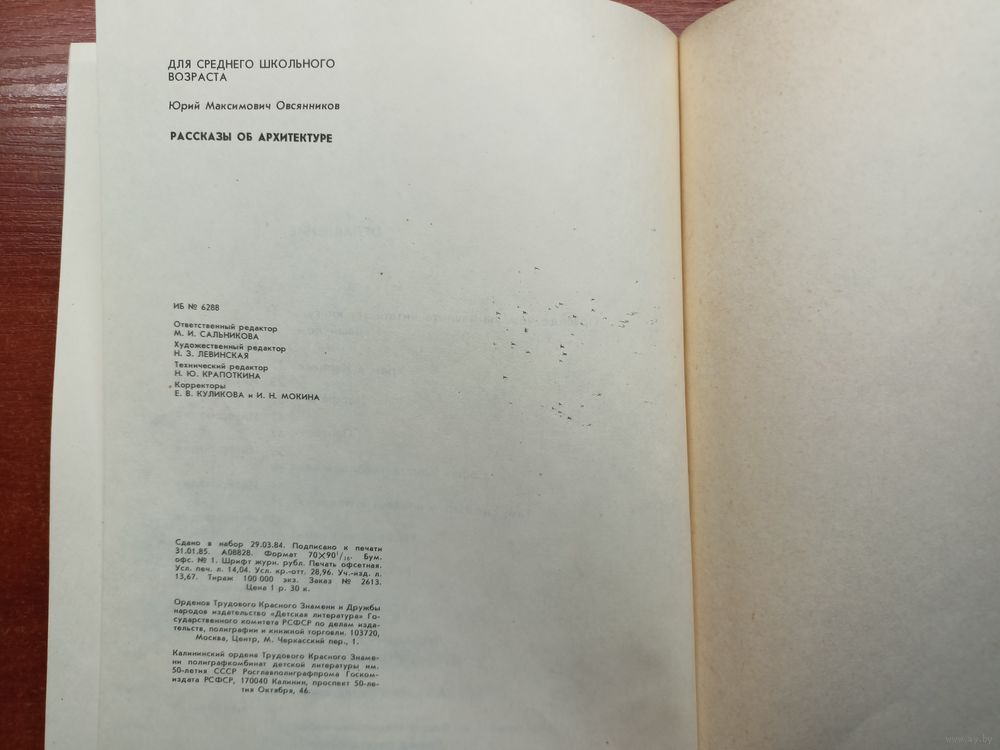 ДЛЯ СРЕДНЕГО ШКОЛЬНОГО
ВОЗРАСТА
Юрий Максимович Овсянников
РАССКАЗЫ ОБ АРХИТЕКТУРЕ
ИБ № 6288
Ответственный редактор
М. И. САЛЬНИКОВА
Художественный редактор
Н. З. ЛЕВИНСКАЯ
Технический редактор
Н. Ю. КРАПОТКИНА
Корректоры
Е. В. КУЛИКОВА и И. Н. МОКИНА
Сдано в набор 29.03.84. Подписано к печати
31.01.85. А08828. Формат 70×90¹/₁₆. Бум.
офс. № 1. Шрифт журн. рубл. Печать офсетная.
Усл. печ. л. 14,04. Усл. кр.-отт. 28,96. Уч.-изд. л.
13,67. Тираж 100 000 экз. Заказ № 2613.
Цена 1 р. 30 к.
Орденов Трудового Красного Знамени и Дружбы
народов издательство «Детская литература» Го-
сударственного комитета РСФСР по делам изда-
тельств, полиграфии и книжной торговли. 103720,
Москва, Центр, М. Черкасский пер., 1.
Калининский ордена Трудового Красного Знаме-
ни полиграфкомбинат детской литературы им.
50-летия СССР Росглавполиграфпрома Госком-
издата РСФСР, 170040 Калинин, проспект 50-ле-
тия Октября, 46.
www.ay.by